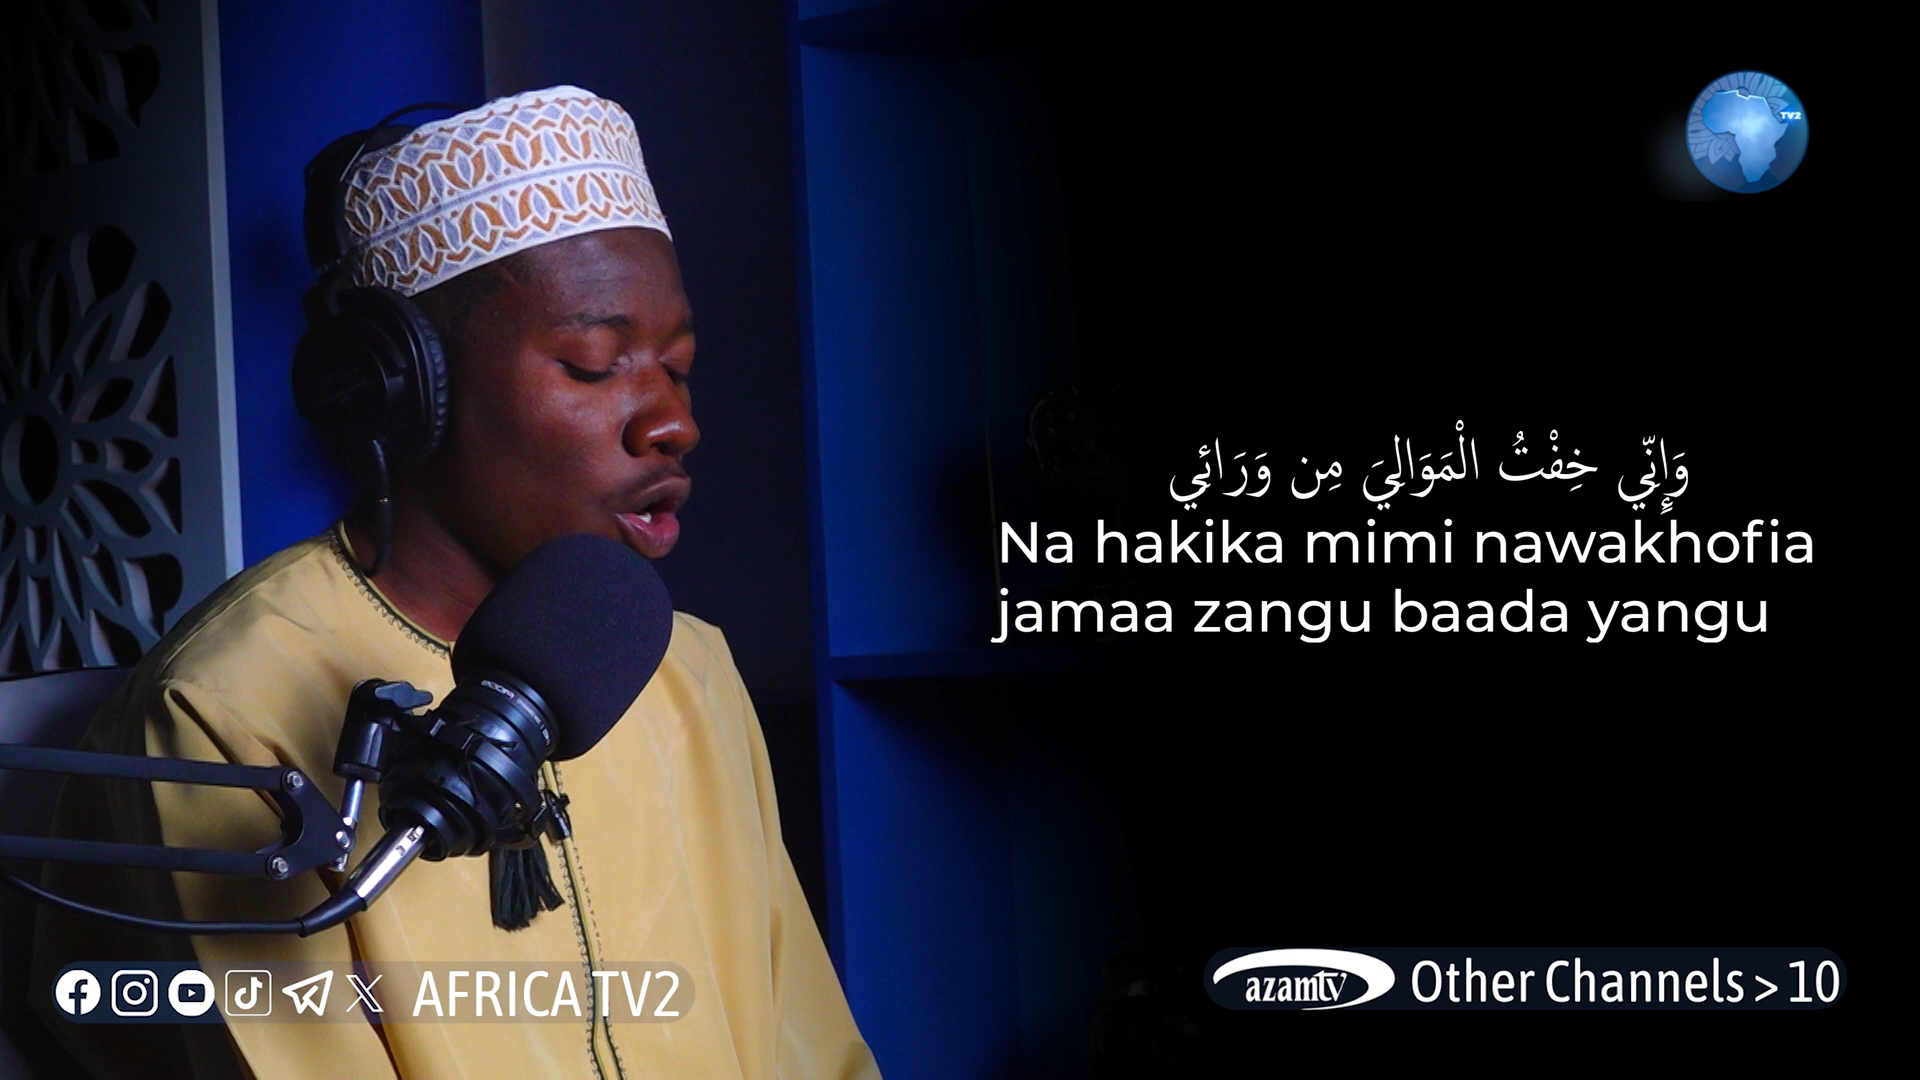 TV2
وَإِنِّي خِفْتُ الْمَوَالِيَ مِن وَرَائِي
Na hakika mimi nawakhofia
jamaa zangu baada yangu
AFRICA TV2
azamtv Other Channels > 10